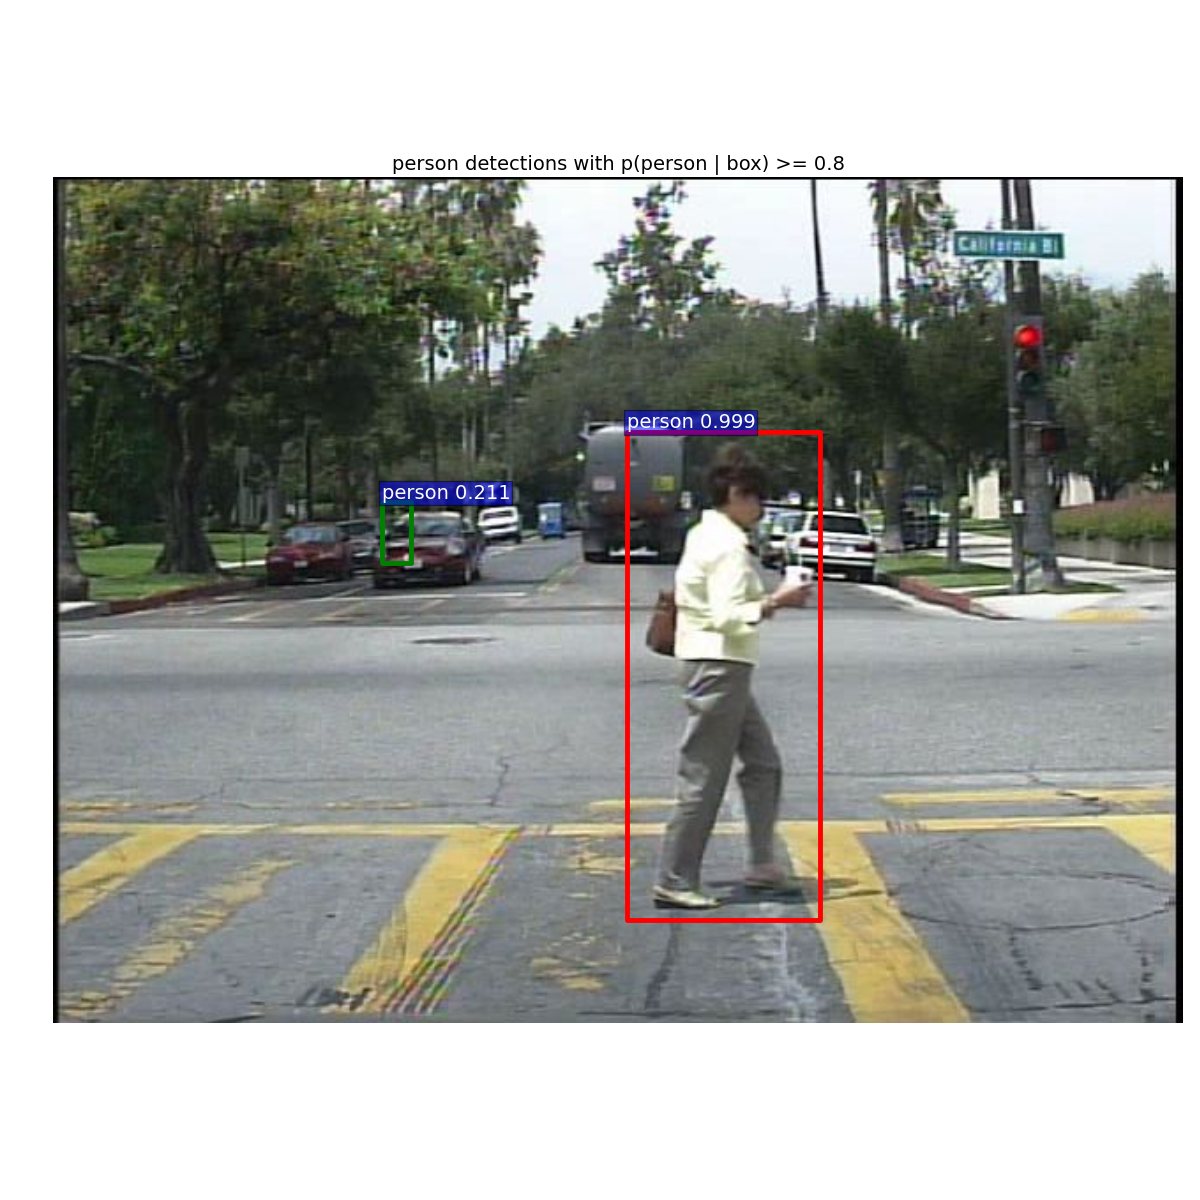 person detections with p(person | box) >= 0.8
California Bl
person 0.999
person 0.211